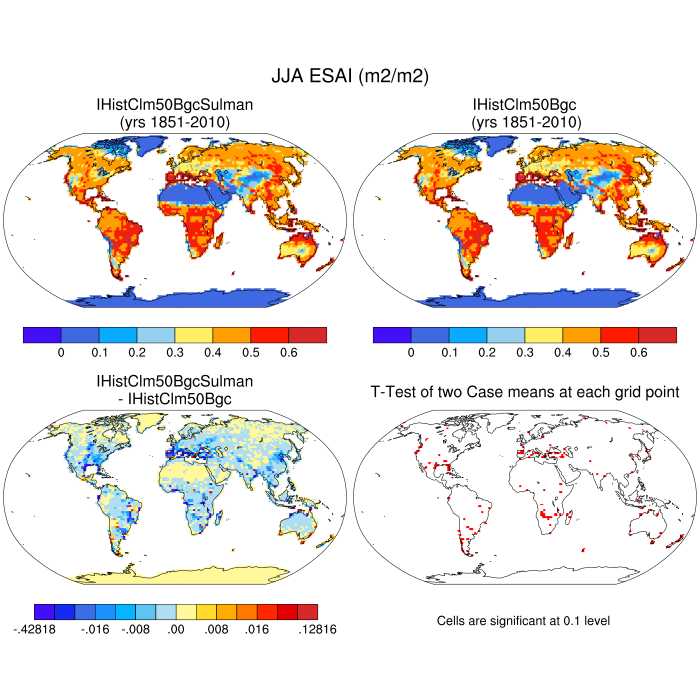 JJA ESAI (m2/m2)
IHistClm50BgcSulman
(yrs 1851-2010)
IHistClm50Bgc
(yrs 1851-2010)
0 0.1 0.2 0.3 0.4 0.5 0.6
0 0.1 0.2 0.3 0.4 0.5 0.6
IHistClm50BgcSulman
- IHistClm50Bgc
T-Test of two Case means at each grid point
-.42818 -.016 -.008 .00 .008 .016 .12816
Cells are significant at 0.1 level